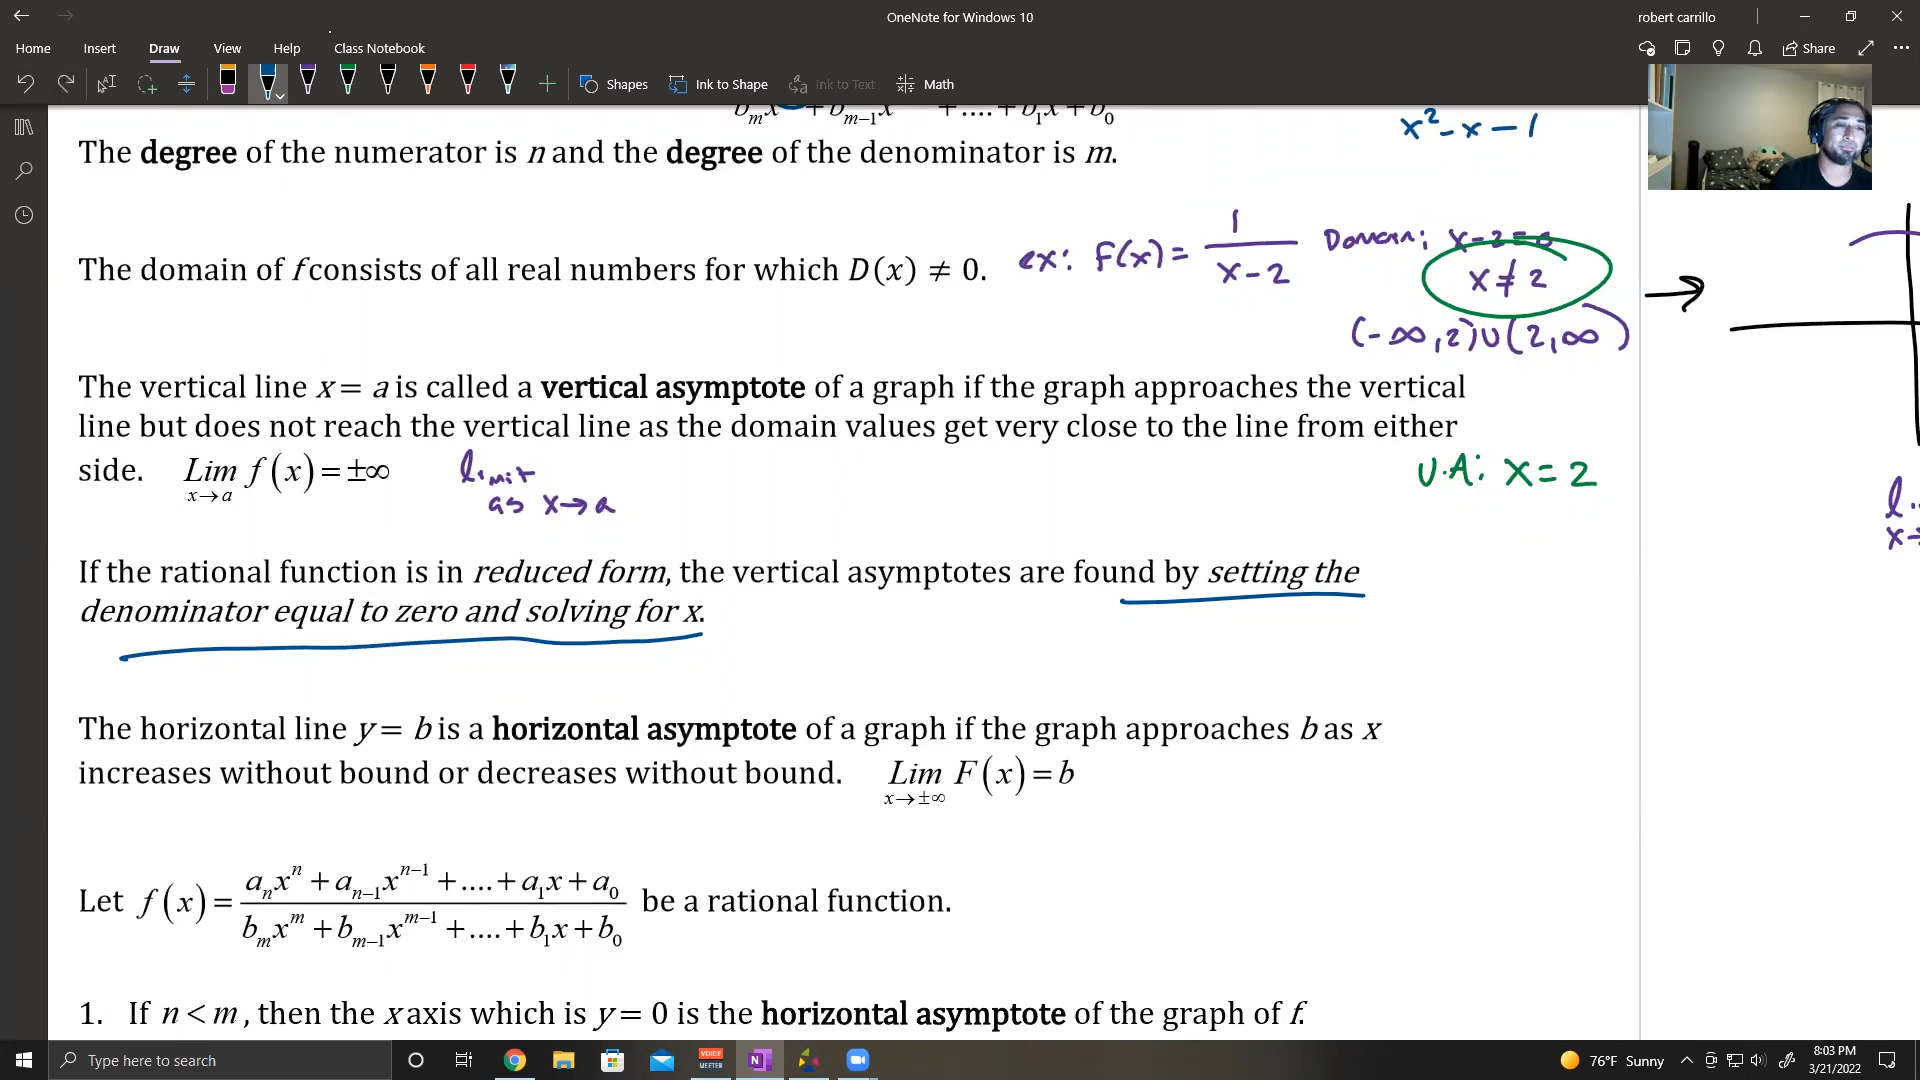 OneNote for Windows 10
robert carrillo
Home Insert Draw View Help Class Notebook
Share
Shapes Ink to Shape Ink to Text Math
bₘx + bₘ₋₁x + .... + b₁x + b₀
x² - x - 1
The degree of the numerator is n and the degree of the denominator is m.
The domain of f consists of all real numbers for which D(x) ≠ 0.
ex: F(x) = 1 / (x - 2)
Domain: x - 2 = 0
x ≠ 2
(-∞, 2) ∪ (2, ∞)
The vertical line x = a is called a vertical asymptote of a graph if the graph approaches the vertical
line but does not reach the vertical line as the domain values get very close to the line from either
side. Lim x→a f(x) = ±∞
limit
as x → a
V.A: x = 2
If the rational function is in reduced form, the vertical asymptotes are found by setting the
denominator equal to zero and solving for x.
The horizontal line y = b is a horizontal asymptote of a graph if the graph approaches b as x
increases without bound or decreases without bound. Lim x→±∞ F(x) = b
Let f(x) = (aₙxⁿ + aₙ₋₁xⁿ⁻¹ + .... + a₁x + a₀) / (bₘxᵐ + bₘ₋₁xᵐ⁻¹ + .... + b₁x + b₀) be a rational function.
1. If n < m, then the x axis which is y = 0 is the horizontal asymptote of the graph of f.
Type here to search
VOICE
MEETER
76°F Sunny
8:03 PM
3/21/2022